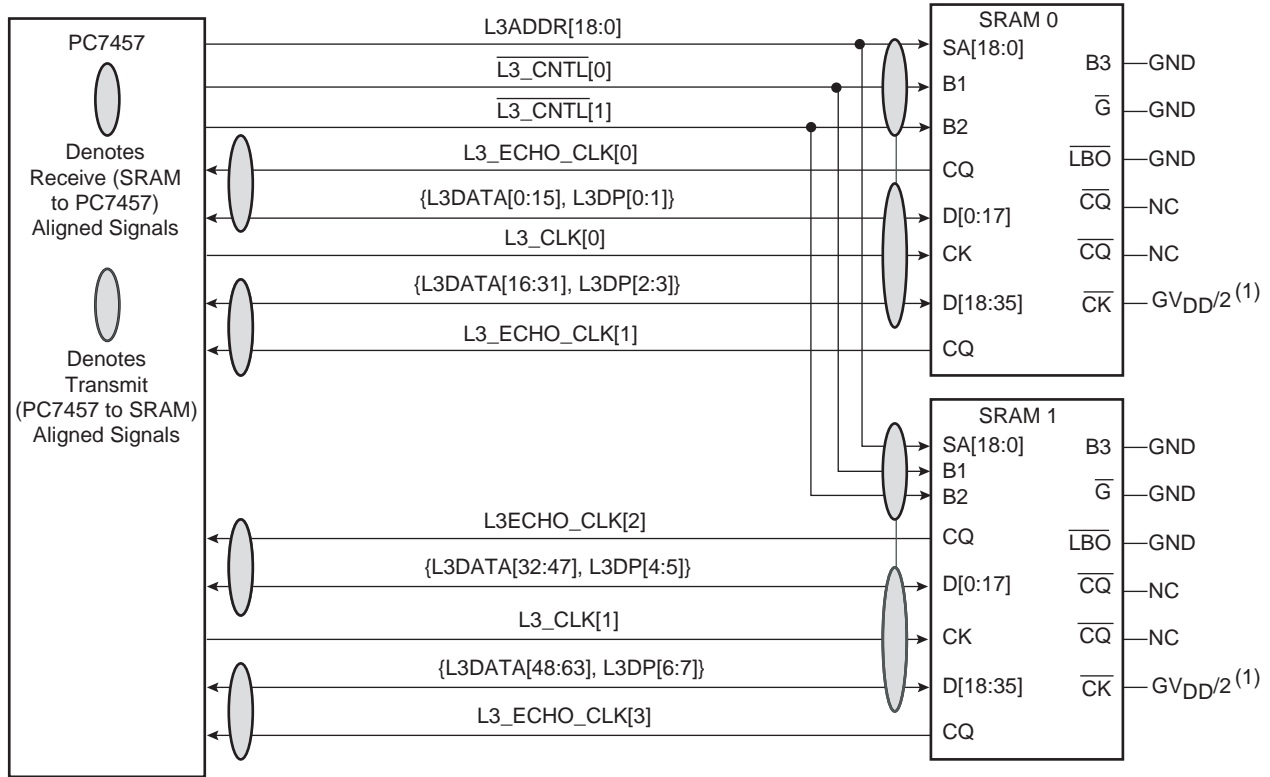 PC7457
Denotes
Receive (SRAM
to PC7457)
Aligned Signals
Denotes
Transmit
(PC7457 to SRAM)
Aligned Signals
L3ADDR[18:0]
L3_CNTL[0]
L3_CNTL[1]
L3_ECHO_CLK[0]
{L3DATA[0:15], L3DP[0:1]}
L3_CLK[0]
{L3DATA[16:31], L3DP[2:3]}
L3_ECHO_CLK[1]
SRAM 0
SA[18:0]
B1
B2
CQ
D[0:17]
CK
D[18:35]
CQ
B3 GND
G GND
LBO GND
CQ NC
CQ NC
CK GVDD/2 (1)
L3ECHO_CLK[2]
{L3DATA[32:47], L3DP[4:5]}
L3_CLK[1]
{L3DATA[48:63], L3DP[6:7]}
L3_ECHO_CLK[3]
SRAM 1
SA[18:0]
B1
B2
CQ
D[0:17]
CK
D[18:35]
CQ
B3 GND
G GND
LBO GND
CQ NC
CQ NC
CK GVDD/2 (1)